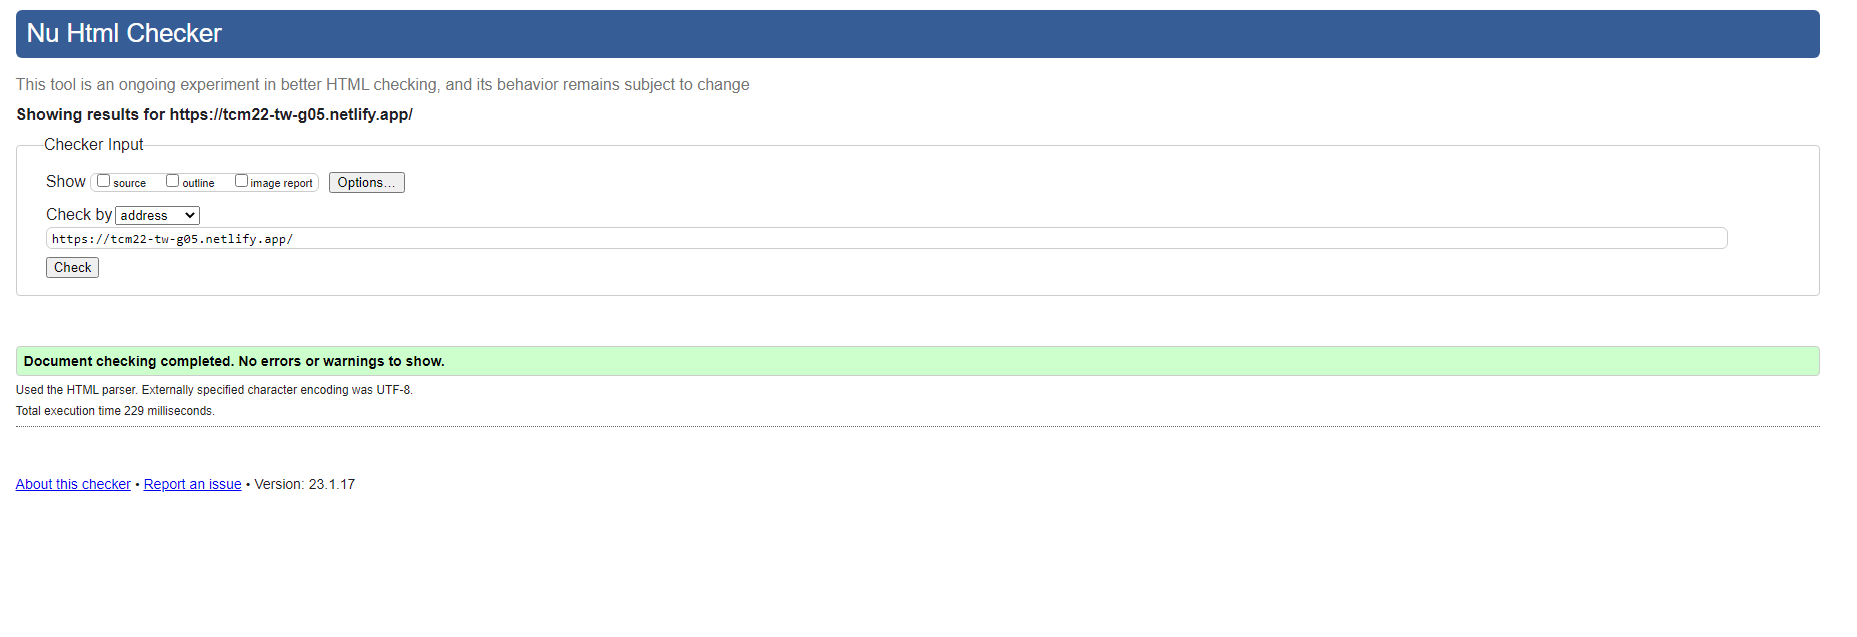 Nu Html Checker
This tool is an ongoing experiment in better HTML checking, and its behavior remains subject to change
Showing results for https://tcm22-tw-g05.netlify.app/
Checker Input
Show source outline image report Options...
Check by address
https://tcm22-tw-g05.netlify.app/
Check
Document checking completed. No errors or warnings to show.
Used the HTML parser. Externally specified character encoding was UTF-8.
Total execution time 229 milliseconds.
About this checker • Report an issue • Version: 23.1.17